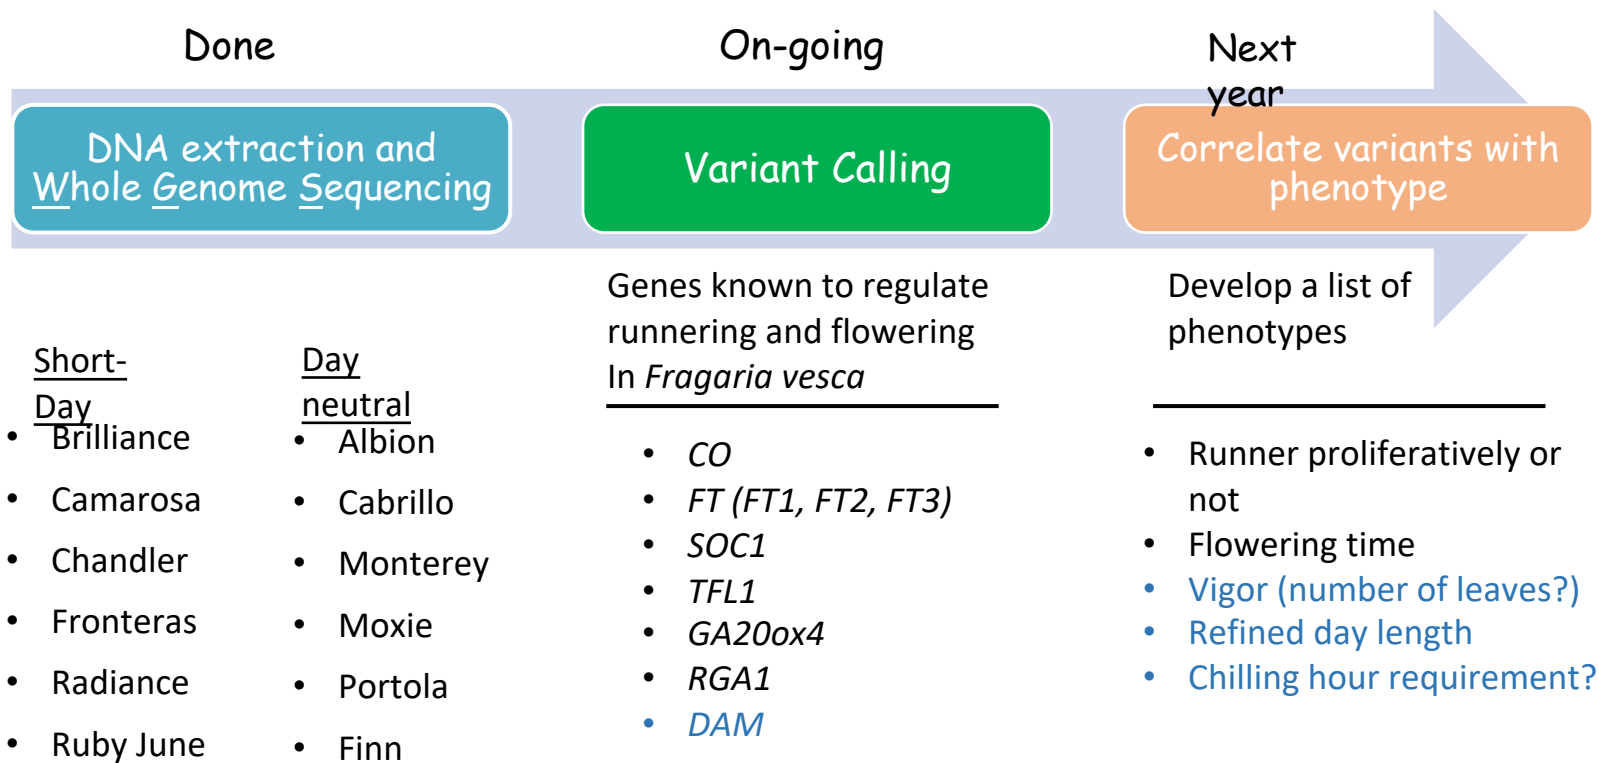 Done
On-going
Next
year
DNA extraction and
Whole Genome Sequencing
Variant Calling
Correlate variants with
phenotype
Short-
Day
• Brilliance
• Camarosa
• Chandler
• Fronteras
• Radiance
• Ruby June
Day
neutral
• Albion
• Cabrillo
• Monterey
• Moxie
• Portola
• Finn
Genes known to regulate
runnering and flowering
In Fragaria vesca
• CO
• FT (FT1, FT2, FT3)
• SOC1
• TFL1
• GA20ox4
• RGA1
• DAM
Develop a list of
phenotypes
• Runner proliferatively or
not
• Flowering time
• Vigor (number of leaves?)
• Refined day length
• Chilling hour requirement?